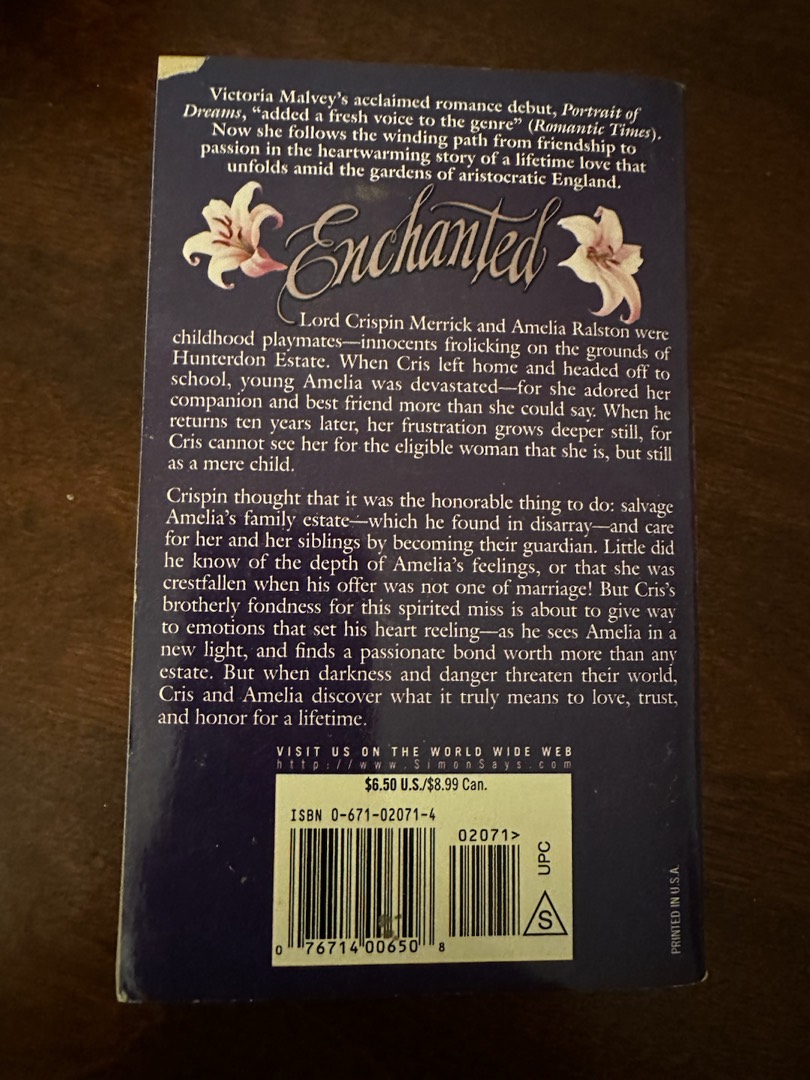 Victoria Malvey's acclaimed romance debut, Portrait of
Dreams, "added a fresh voice to the genre" (Romantic Times).
Now she follows the winding path from friendship to
passion in the heartwarming story of a lifetime love that
unfolds amid the gardens of aristocratic England.
Enchanted
Lord Crispin Merrick and Amelia Ralston were
childhood playmates—innocents frolicking on the grounds of
Hunterdon Estate. When Cris left home and headed off to
school, young Amelia was devastated—for she adored her
companion and best friend more than she could say. When he
returns ten years later, her frustration grows deeper still, for
Cris cannot see her for the eligible woman that she is, but still
as a mere child.
Crispin thought that it was the honorable thing to do: salvage
Amelia's family estate—which he found in disarray—and care
for her and her siblings by becoming their guardian. Little did
he know of the depth of Amelia's feelings, or that she was
crestfallen when his offer was not one of marriage! But Cris's
brotherly fondness for this spirited miss is about to give way
to emotions that set his heart reeling—as he sees Amelia in a
new light, and finds a passionate bond worth more than any
estate. But when darkness and danger threaten their world,
Cris and Amelia discover what it truly means to love, trust,
and honor for a lifetime.
VISIT US ON THE WORLD WIDE WEB
http://www.SimonSays.com
$6.50 U.S./$8.99 Can.
ISBN 0-671-02071-4
02071>
UPC
S
0 76714 00650 8
PRINTED IN U.S.A.